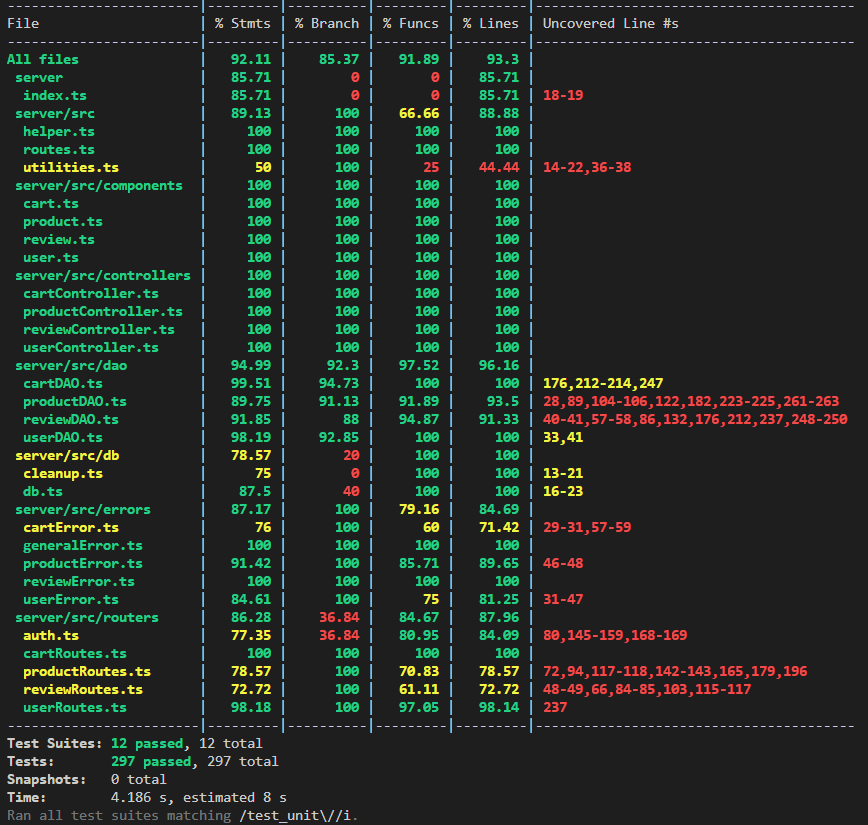 -------------------------|---------|----------|---------|---------|----------------------------------------
File                     | % Stmts | % Branch | % Funcs | % Lines | Uncovered Line #s
-------------------------|---------|----------|---------|---------|----------------------------------------
All files                |   92.11 |    85.37 |   91.89 |    93.3 |
 server                  |   85.71 |        0 |       0 |   85.71 |
  index.ts               |   85.71 |        0 |       0 |   85.71 | 18-19
 server/src              |   89.13 |      100 |   66.66 |   88.88 |
  helper.ts              |     100 |      100 |     100 |     100 |
  routes.ts              |     100 |      100 |     100 |     100 |
  utilities.ts           |      50 |      100 |      25 |   44.44 | 14-22,36-38
 server/src/components   |     100 |      100 |     100 |     100 |
  cart.ts                |     100 |      100 |     100 |     100 |
  product.ts             |     100 |      100 |     100 |     100 |
  review.ts              |     100 |      100 |     100 |     100 |
  user.ts                |     100 |      100 |     100 |     100 |
 server/src/controllers  |     100 |      100 |     100 |     100 |
  cartController.ts      |     100 |      100 |     100 |     100 |
  productController.ts   |     100 |      100 |     100 |     100 |
  reviewController.ts    |     100 |      100 |     100 |     100 |
  userController.ts      |     100 |      100 |     100 |     100 |
 server/src/dao          |   94.99 |     92.3 |   97.52 |   96.16 |
  cartDAO.ts             |   99.51 |    94.73 |     100 |     100 | 176,212-214,247
  productDAO.ts          |   89.75 |    91.13 |   91.89 |    93.5 | 28,89,104-106,122,182,223-225,261-263
  reviewDAO.ts           |   91.85 |       88 |   94.87 |   91.33 | 40-41,57-58,86,132,176,212,237,248-250
  userDAO.ts             |   98.19 |    92.85 |     100 |     100 | 33,41
 server/src/db           |   78.57 |       20 |     100 |     100 |
  cleanup.ts             |      75 |        0 |     100 |     100 | 13-21
  db.ts                  |    87.5 |       40 |     100 |     100 | 16-23
 server/src/errors       |   87.17 |      100 |   79.16 |   84.69 |
  cartError.ts           |      76 |      100 |      60 |   71.42 | 29-31,57-59
  generalError.ts        |     100 |      100 |     100 |     100 |
  productError.ts        |   91.42 |      100 |   85.71 |   89.65 | 46-48
  reviewError.ts         |     100 |      100 |     100 |     100 |
  userError.ts           |   84.61 |      100 |      75 |   81.25 | 31-47
 server/src/routers      |   86.28 |    36.84 |   84.67 |   87.96 |
  auth.ts                |   77.35 |    36.84 |   80.95 |   84.09 | 80,145-159,168-169
  cartRoutes.ts          |     100 |      100 |     100 |     100 |
  productRoutes.ts       |   78.57 |      100 |   70.83 |   78.57 | 72,94,117-118,142-143,165,179,196
  reviewRoutes.ts        |   72.72 |      100 |   61.11 |   72.72 | 48-49,66,84-85,103,115-117
  userRoutes.ts          |   98.18 |      100 |   97.05 |   98.14 | 237
-------------------------|---------|----------|---------|---------|----------------------------------------
Test Suites: 12 passed, 12 total
Tests:       297 passed, 297 total
Snapshots:   0 total
Time:        4.186 s, estimated 8 s
Ran all test suites matching /test_unit\//i.